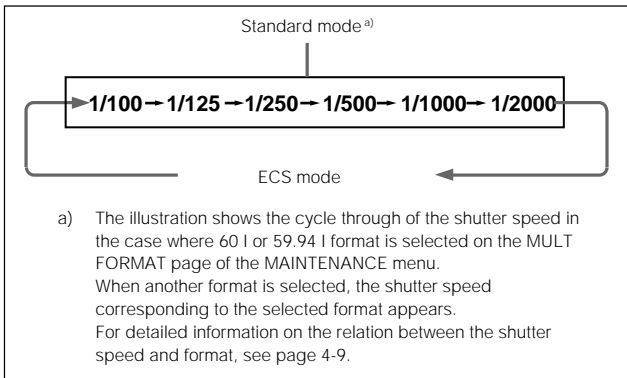 Standard mode a)
1/100 → 1/125 → 1/250 → 1/500 → 1/1000 → 1/2000
ECS mode
a) The illustration shows the cycle through of the shutter speed in
the case where 60 I or 59.94 I format is selected on the MULT
FORMAT page of the MAINTENANCE menu.
When another format is selected, the shutter speed
corresponding to the selected format appears.
For detailed information on the relation between the shutter
speed and format, see page 4-9.